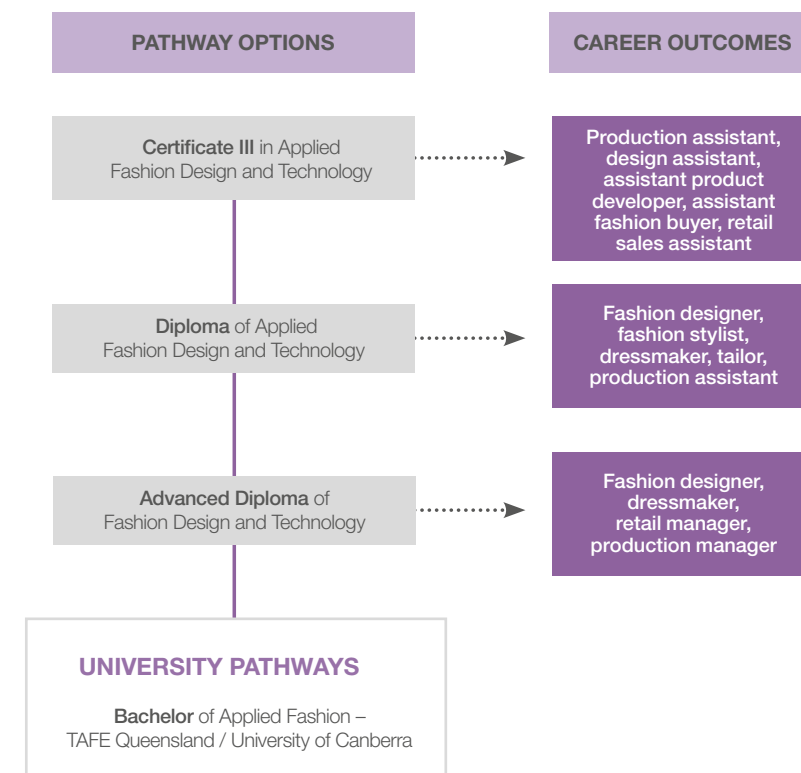 PATHWAY OPTIONS
CAREER OUTCOMES
Certificate III in Applied
Fashion Design and Technology
Production assistant,
design assistant,
assistant product
developer, assistant
fashion buyer, retail
sales assistant
Diploma of Applied
Fashion Design and Technology
Fashion designer,
fashion stylist,
dressmaker, tailor,
production assistant
Advanced Diploma of
Fashion Design and Technology
Fashion designer,
dressmaker,
retail manager,
production manager
UNIVERSITY PATHWAYS
Bachelor of Applied Fashion –
TAFE Queensland / University of Canberra